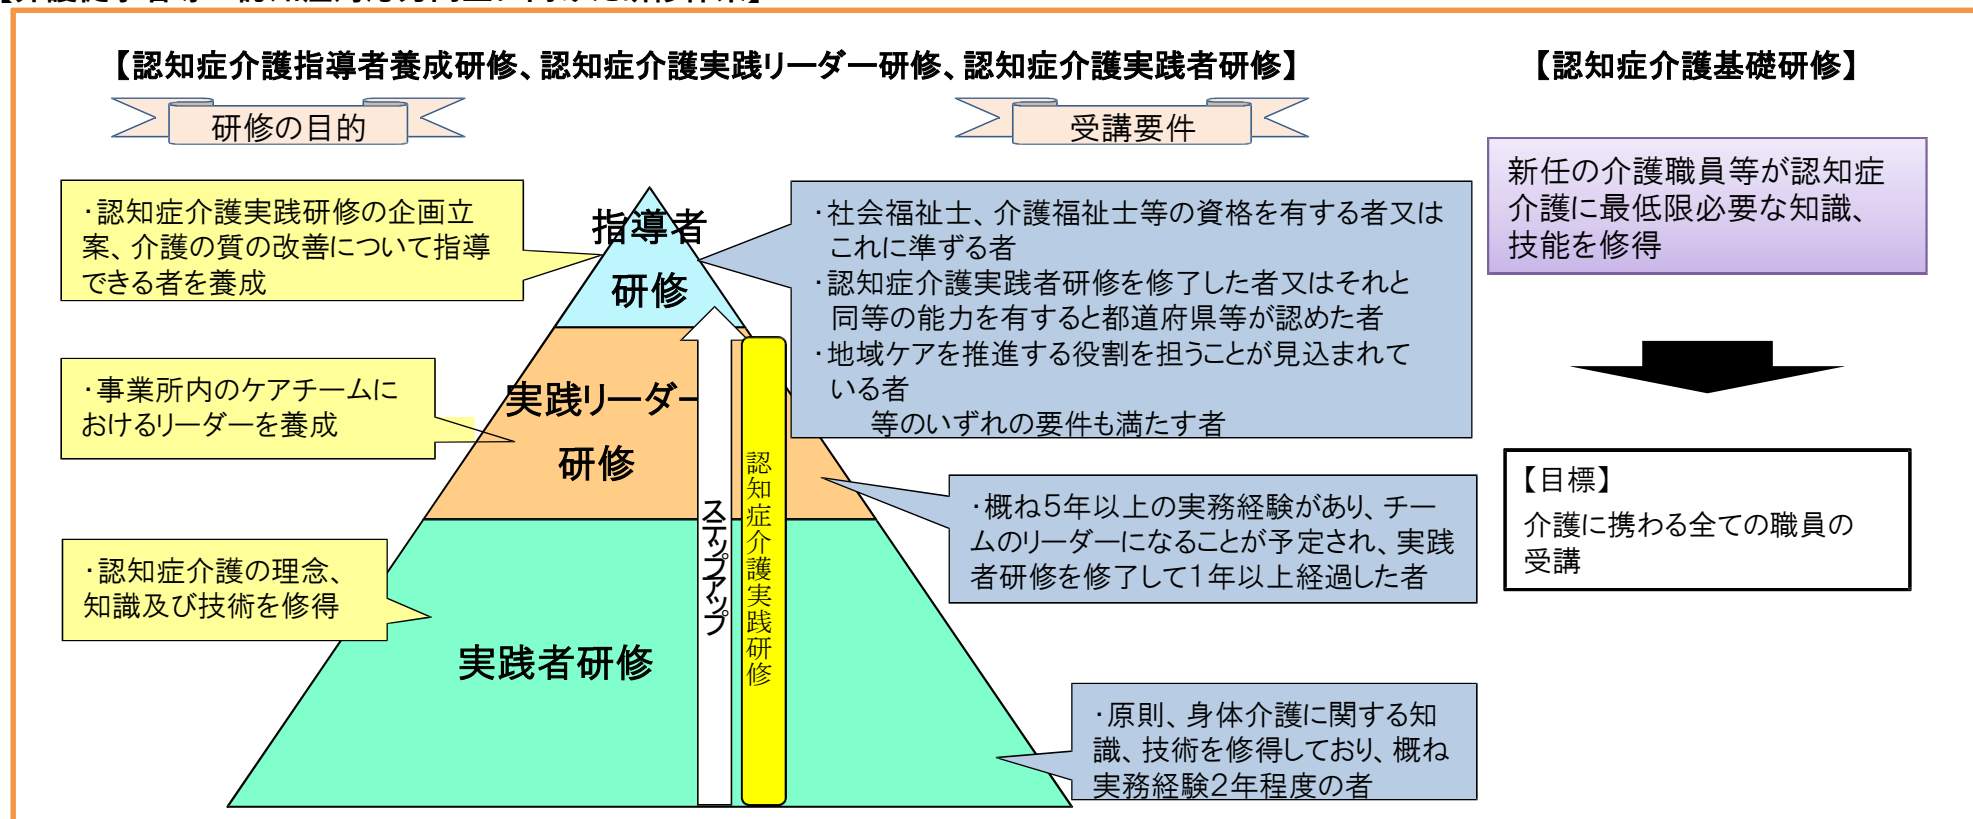 【認知症介護指導者養成研修、認知症介護実践リーダー研修、認知症介護実践者研修】
【認知症介護基礎研修】
研修の目的
受講要件
・認知症介護実践研修の企画立
案、介護の質の改善について指導
できる者を養成
指導者
研修
・社会福祉士、介護福祉士等の資格を有する者又は
これに準ずる者
・認知症介護実践者研修を修了した者又はそれと
同等の能力を有すると都道府県等が認めた者
・地域ケアを推進する役割を担うことが見込まれて
いる者
等のいずれの要件も満たす者
新任の介護職員等が認知症
介護に最低限必要な知識、
技能を修得
・事業所内のケアチームに
おけるリーダーを養成
実践リーダー
研修
・概ね5年以上の実務経験があり、チー
ムのリーダーになることが予定され、実践
者研修を修了して1年以上経過した者
【目標】
介護に携わる全ての職員の
受講
・認知症介護の理念、
知識及び技術を修得
実践者研修
ステップアップ
認知症介護実践研修
・原則、身体介護に関する知
識、技術を修得しており、概ね
実務経験2年程度の者